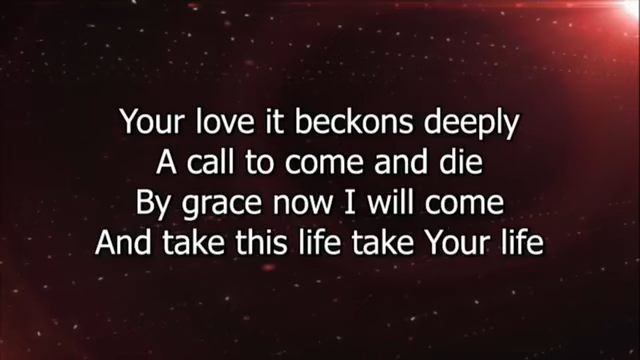 Your love it beckons deeply
A call to come and die
By grace now I will come
And take this life take Your life